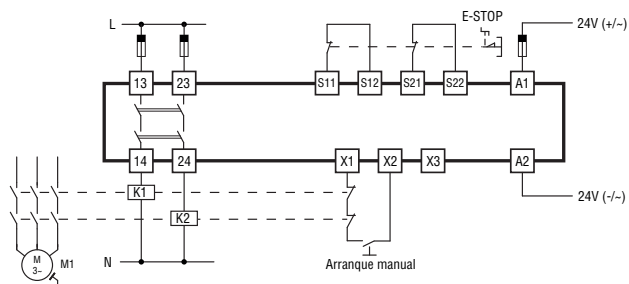 E-STOP
L
24V (+/~)
13
23
S11
S12
S21
S22
A1
14
24
X1
X2
X3
A2
K1
K2
24V (-/~)
M
3~
M1
N
Arranque manual